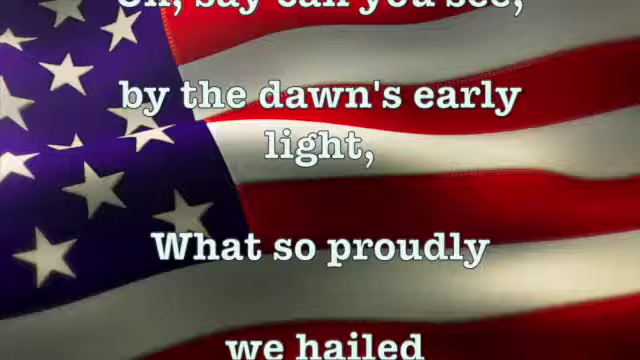 Oh, say can you see,
by the dawn's early
light,
What so proudly
we hailed